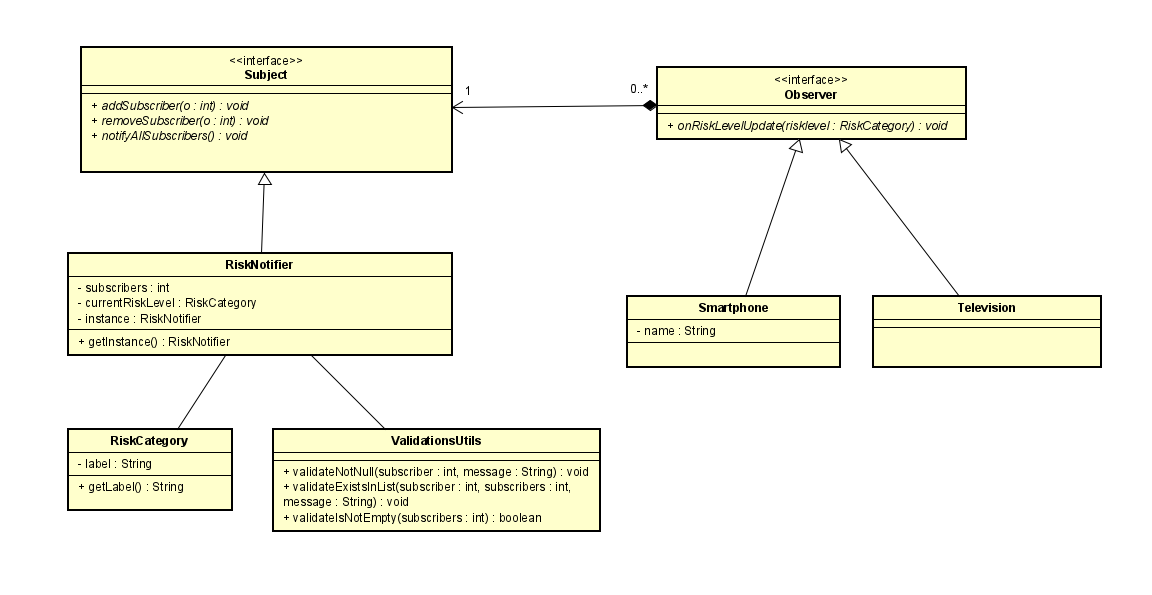 <<interface>>
Subject
+ addSubscriber(o : int) : void
+ removeSubscriber(o : int) : void
+ notifyAllSubscribers() : void
1
0..*
<<interface>>
Observer
+ onRiskLevelUpdate(risklevel : RiskCategory) : void
RiskNotifier
- subscribers : int
- currentRiskLevel : RiskCategory
- instance : RiskNotifier
+ getInstance() : RiskNotifier
Smartphone
- name : String
Television
RiskCategory
- label : String
+ getLabel() : String
ValidationsUtils
+ validateNotNull(subscriber : int, message : String) : void
+ validateExistsInList(subscriber : int, subscribers : int,
message : String) : void
+ validateIsNotEmpty(subscribers : int) : boolean